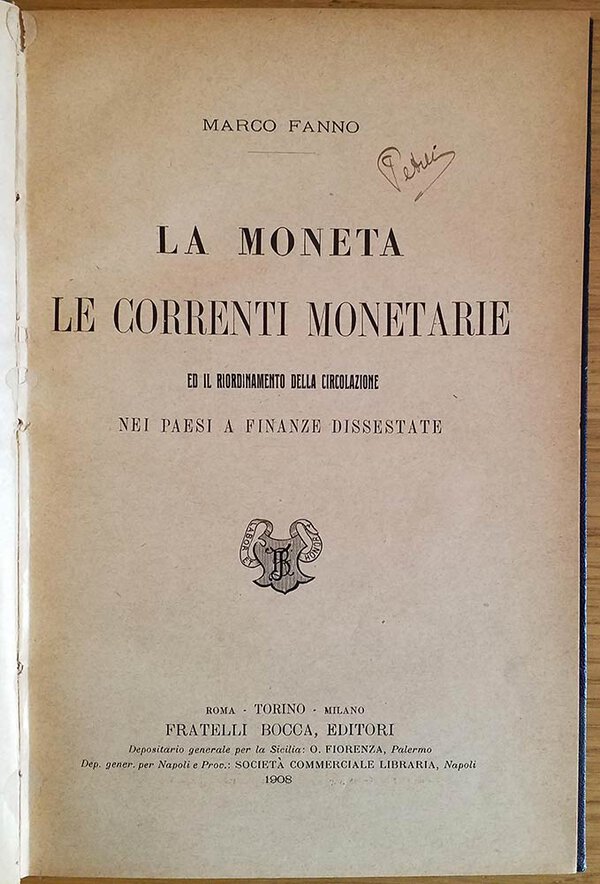 MARCO FANNO
LA MONETA
LE CORRENTI MONETARIE
ED IL RIORDINAMENTO DELLA CIRCOLAZIONE
NEI PAESI A FINANZE DISSESTATE
LABOR ET
ROMA - TORINO - MILANO
FRATELLI BOCCA, EDITORI
Depositario generale per la Sicilia: O. FIORENZA, Palermo
Dep. gener. per Napoli e Prov.: SOCIETÀ COMMERCIALE LIBRARIA, Napoli
1908